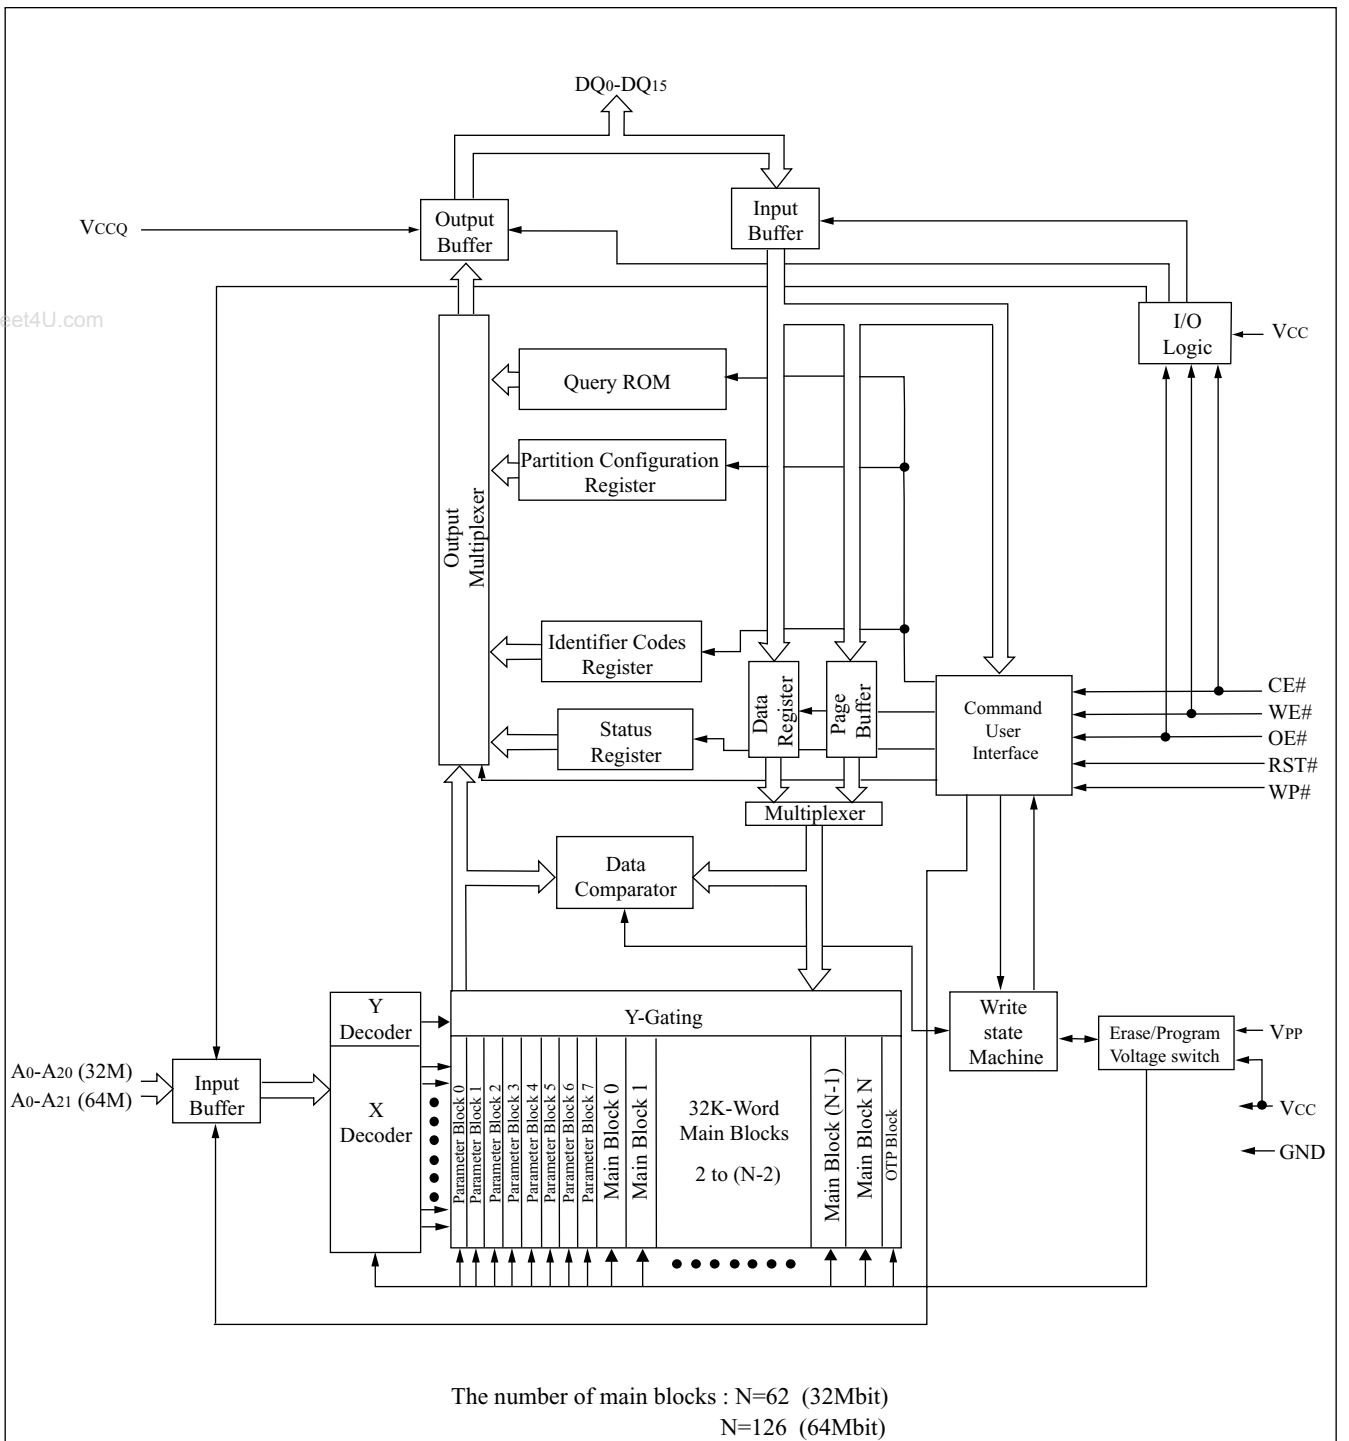 DQ0-DQ15
Output
Buffer
Input
Buffer
VCCQ
eet4U.com
I/O
Logic
VCC
Query ROM
Partition Configuration
Register
Output
Multiplexer
Identifier Codes
Register
Status
Register
Data
Register
Page
Buffer
Command
User
Interface
CE#
WE#
OE#
RST#
WP#
Multiplexer
Data
Comparator
Y
Decoder
Y-Gating
Write
state
Machine
Erase/Program
Voltage switch
VPP
VCC
GND
A0-A20 (32M)
A0-A21 (64M)
Input
Buffer
X
Decoder
Parameter Block 0
Parameter Block 1
Parameter Block 2
Parameter Block 3
Parameter Block 4
Parameter Block 5
Parameter Block 6
Parameter Block 7
Main Block 0
Main Block 1
32K-Word
Main Blocks
2 to (N-2)
Main Block (N-1)
Main Block N
OTP Block
The number of main blocks : N=62 (32Mbit)
N=126 (64Mbit)